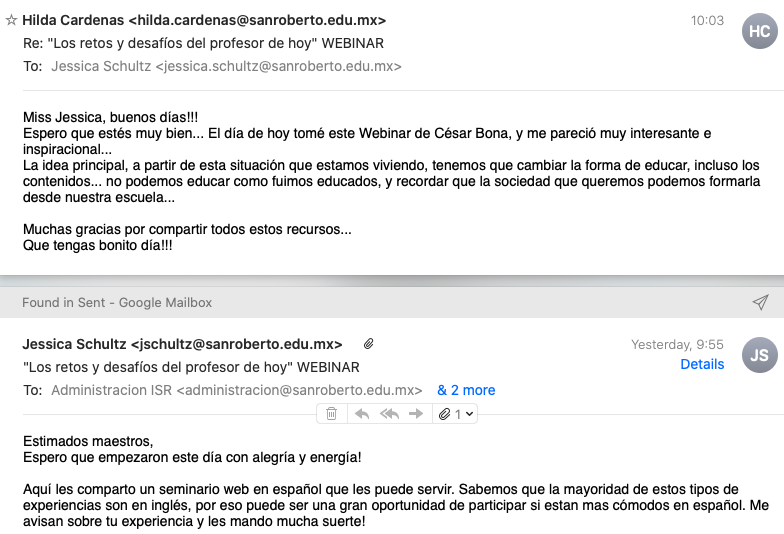 ☆ Hilda Cardenas <hilda.cardenas@sanroberto.edu.mx>
10:03
HC
Re: "Los retos y desafíos del profesor de hoy" WEBINAR
To: Jessica Schultz <jessica.schultz@sanroberto.edu.mx>
Miss Jessica, buenos días!!!
Espero que estés muy bien... El día de hoy tomé este Webinar de César Bona, y me pareció muy interesante e
inspiracional...
La idea principal, a partir de esta situación que estamos viviendo, tenemos que cambiar la forma de educar, incluso los
contenidos... no podemos educar como fuimos educados, y recordar que la sociedad que queremos podemos formarla
desde nuestra escuela...
Muchas gracias por compartir todos estos recursos...
Que tengas bonito día!!!
Found in Sent - Google Mailbox
Jessica Schultz <jschultz@sanroberto.edu.mx>
Yesterday, 9:55
JS
"Los retos y desafíos del profesor de hoy" WEBINAR
Details
To: Administracion ISR <administracion@sanroberto.edu.mx> & 2 more
1
Estimados maestros,
Espero que empezaron este día con alegría y energía!
Aquí les comparto un seminario web en español que les puede servir. Sabemos que la mayoridad de estos tipos de
experiencias son en inglés, por eso puede ser una gran oportunidad de participar si estan mas cómodos en español. Me
avisan sobre tu experiencia y les mando mucha suerte!